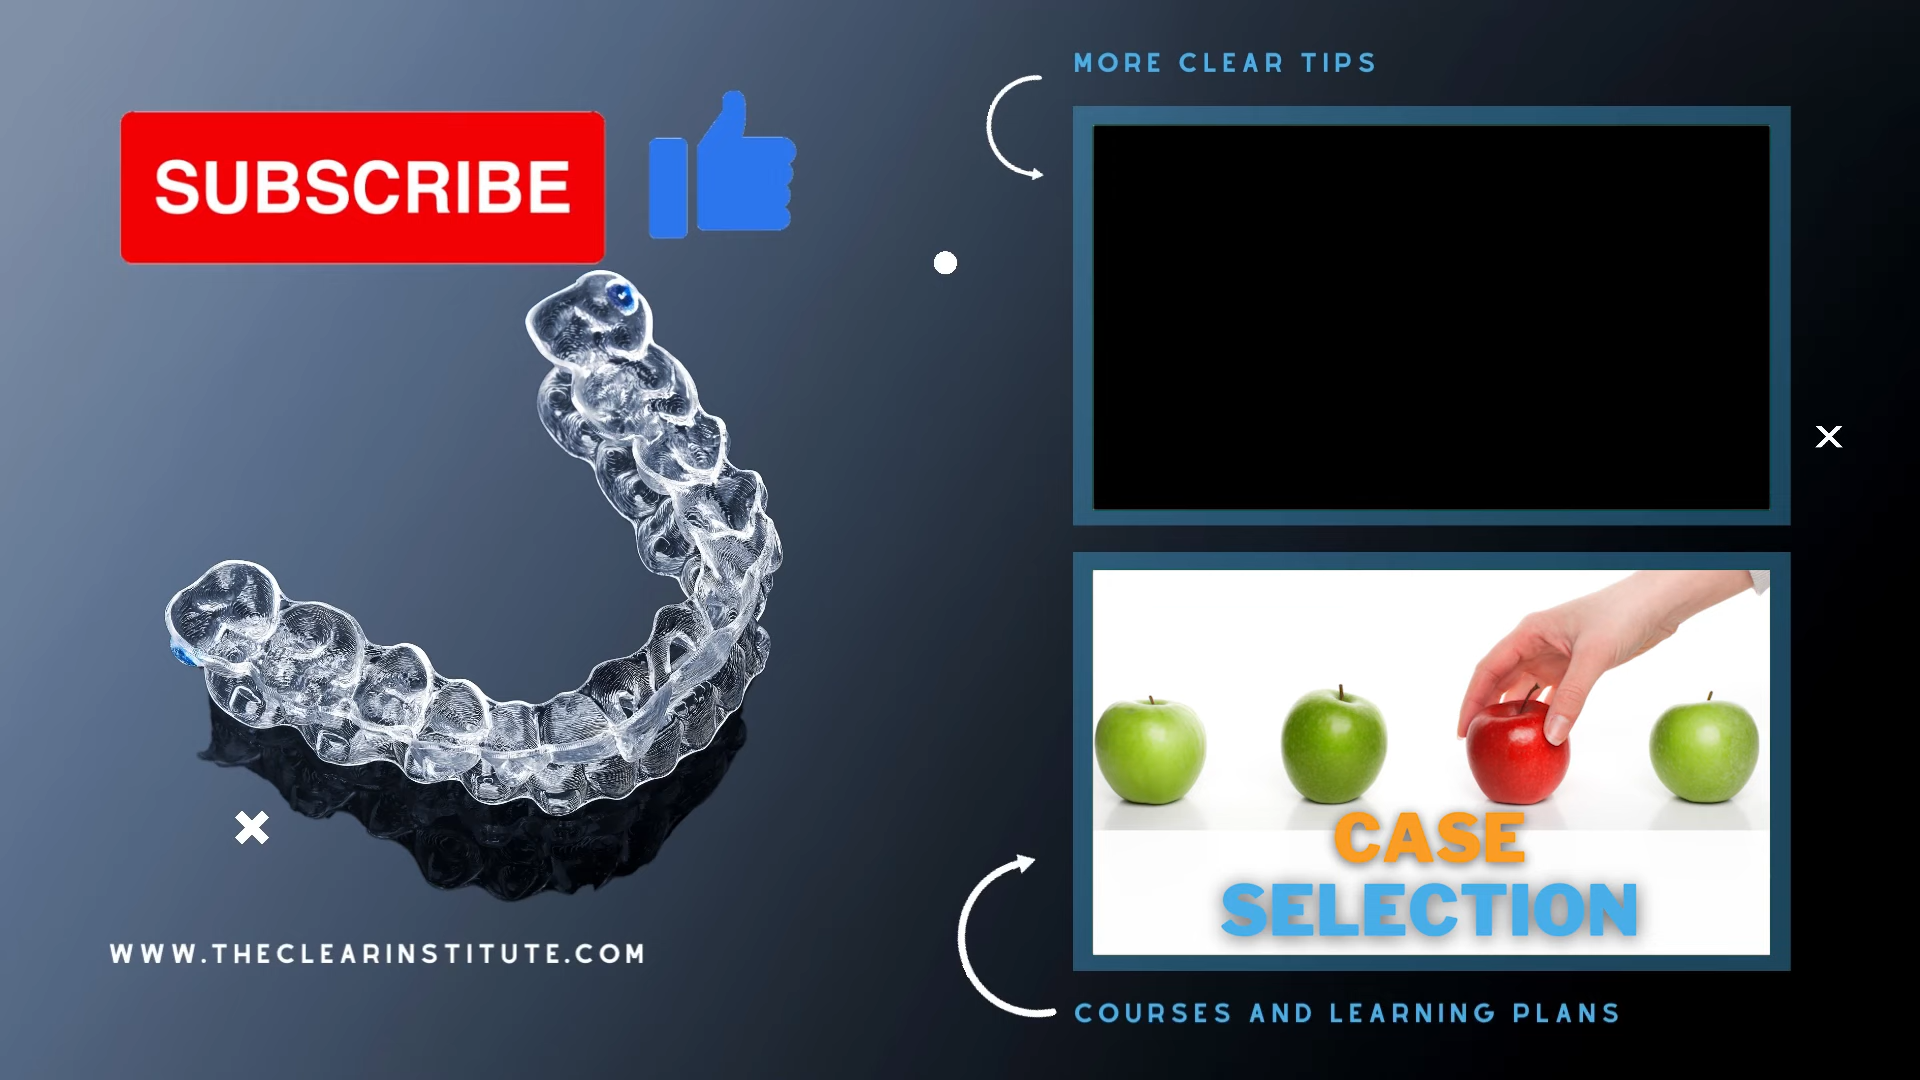 MORE CLEAR TIPS
SUBSCRIBE
CASE
SELECTION
WWW.THECLEARINSTITUTE.COM
COURSES AND LEARNING PLANS